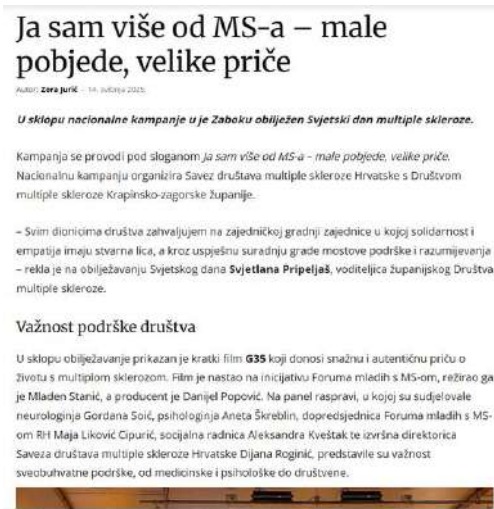 Ja sam više od MS-a – male
pobjede, velike priče
Autor: Zora Jurić - 14. svibnja 2025.
U sklopu nacionalne kampanje u je Zaboku obilježen Svjetski dan multiple skleroze.
Kampanja se provodi pod sloganom Ja sam više od MS-a – male pobjede, velike priče.
Nacionalnu kampanju organizira Savez društava multiple skleroze Hrvatske s Društvom
multiple skleroze Krapinsko-zagorske županije.
– Svim dionicima društva zahvaljujem na zajedničkoj gradnji zajednice u kojoj solidarnost i
empatija imaju stvarna lica, a kroz uspješnu suradnju grade mostove podrške i razumijevanja
– rekla je na obilježavanju Svjetskog dana Svjetlana Pripeljaš, voditeljica županijskog Društva
multiple skleroze.
Važnost podrške društva
U sklopu obilježavanje prikazan je kratki film G35 koji donosi snažnu i autentičnu priču o
životu s multiplom sklerozom. Film je nastao na inicijativu Foruma mladih s MS-om, režirao ga
je Mladen Stanić, a producent je Danijel Popović. Na panel raspravi, u kojoj su sudjelovale
neurologinja Gordana Soić, psihologinja Aneta Škreblin, dopredsjednica Foruma mladih s MS-
om RH Maja Liković Cipurić, socijalna radnica Aleksandra Kveštak te izvršna direktorica
Saveza društava multiple skleroze Hrvatske Dijana Roginić, predstavile su važnost
sveobuhvatne podrške, od medicinske i psihološke do društvene.